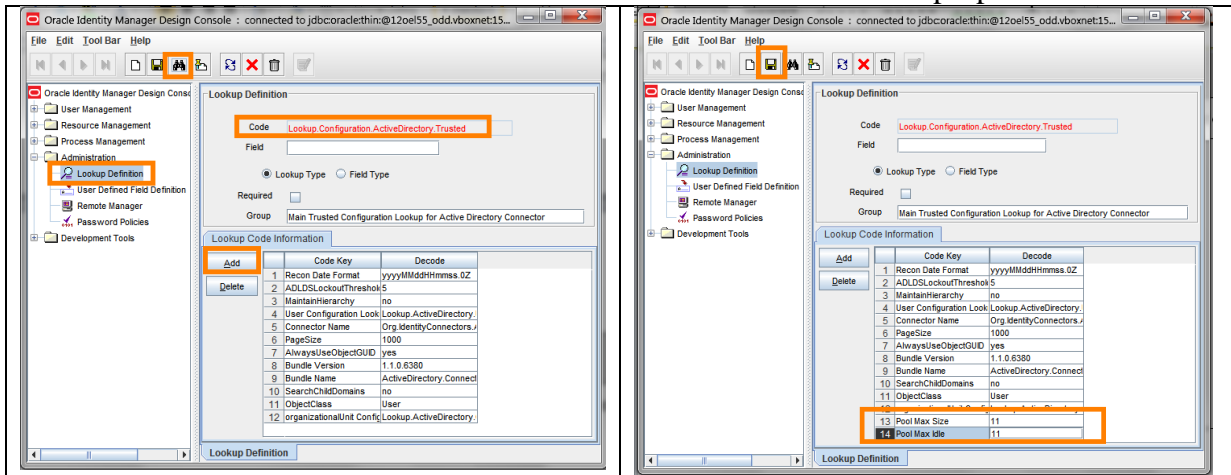 Oracle Identity Manager Design Console : connected to jdbc:oracle:thin:@12oel55_odd.vboxnet:15...
File Edit Tool Bar Help
Oracle Identity Manager Design Consc
User Management
Resource Management
Process Management
Administration
Lookup Definition
User Defined Field Definition
Remote Manager
Password Policies
Development Tools
Lookup Definition
Code Lookup.Configuration.ActiveDirectory.Trusted
Field
Lookup Type Field Type
Required
Group Main Trusted Configuration Lookup for Active Directory Connector
Lookup Code Information
Add
Delete
Code Key Decode
1 Recon Date Format yyyyMMddHHmmss.0Z
2 ADLDSLockoutThreshol 5
3 MaintainHierarchy no
4 User Configuration Look Lookup.ActiveDirectory.
5 Connector Name Org.IdentityConnectors.
6 PageSize 1000
7 AlwaysUseObjectGUID yes
8 Bundle Version 1.1.0.6380
9 Bundle Name ActiveDirectory.Connect
10 SearchChildDomains no
11 ObjectClass User
12 organizationalUnit Config Lookup.ActiveDirectory.
Lookup Definition
Oracle Identity Manager Design Console : connected to jdbc:oracle:thin:@12oel55_odd.vboxnet:15...
File Edit Tool Bar Help
Oracle Identity Manager Design Consc
User Management
Resource Management
Process Management
Administration
Lookup Definition
User Defined Field Definition
Remote Manager
Password Policies
Development Tools
Lookup Definition
Code Lookup.Configuration.ActiveDirectory.Trusted
Field
Lookup Type Field Type
Required
Group Main Trusted Configuration Lookup for Active Directory Connector
Lookup Code Information
Add
Delete
Code Key Decode
1 Recon Date Format yyyyMMddHHmmss.0Z
2 ADLDSLockoutThreshol 5
3 MaintainHierarchy no
4 User Configuration Look Lookup.ActiveDirectory.
5 Connector Name Org.IdentityConnectors.
6 PageSize 1000
7 AlwaysUseObjectGUID yes
8 Bundle Version 1.1.0.6380
9 Bundle Name ActiveDirectory.Connect
10 SearchChildDomains no
11 ObjectClass User
13 Pool Max Size 11
14 Pool Max Idle 11
Lookup Definition